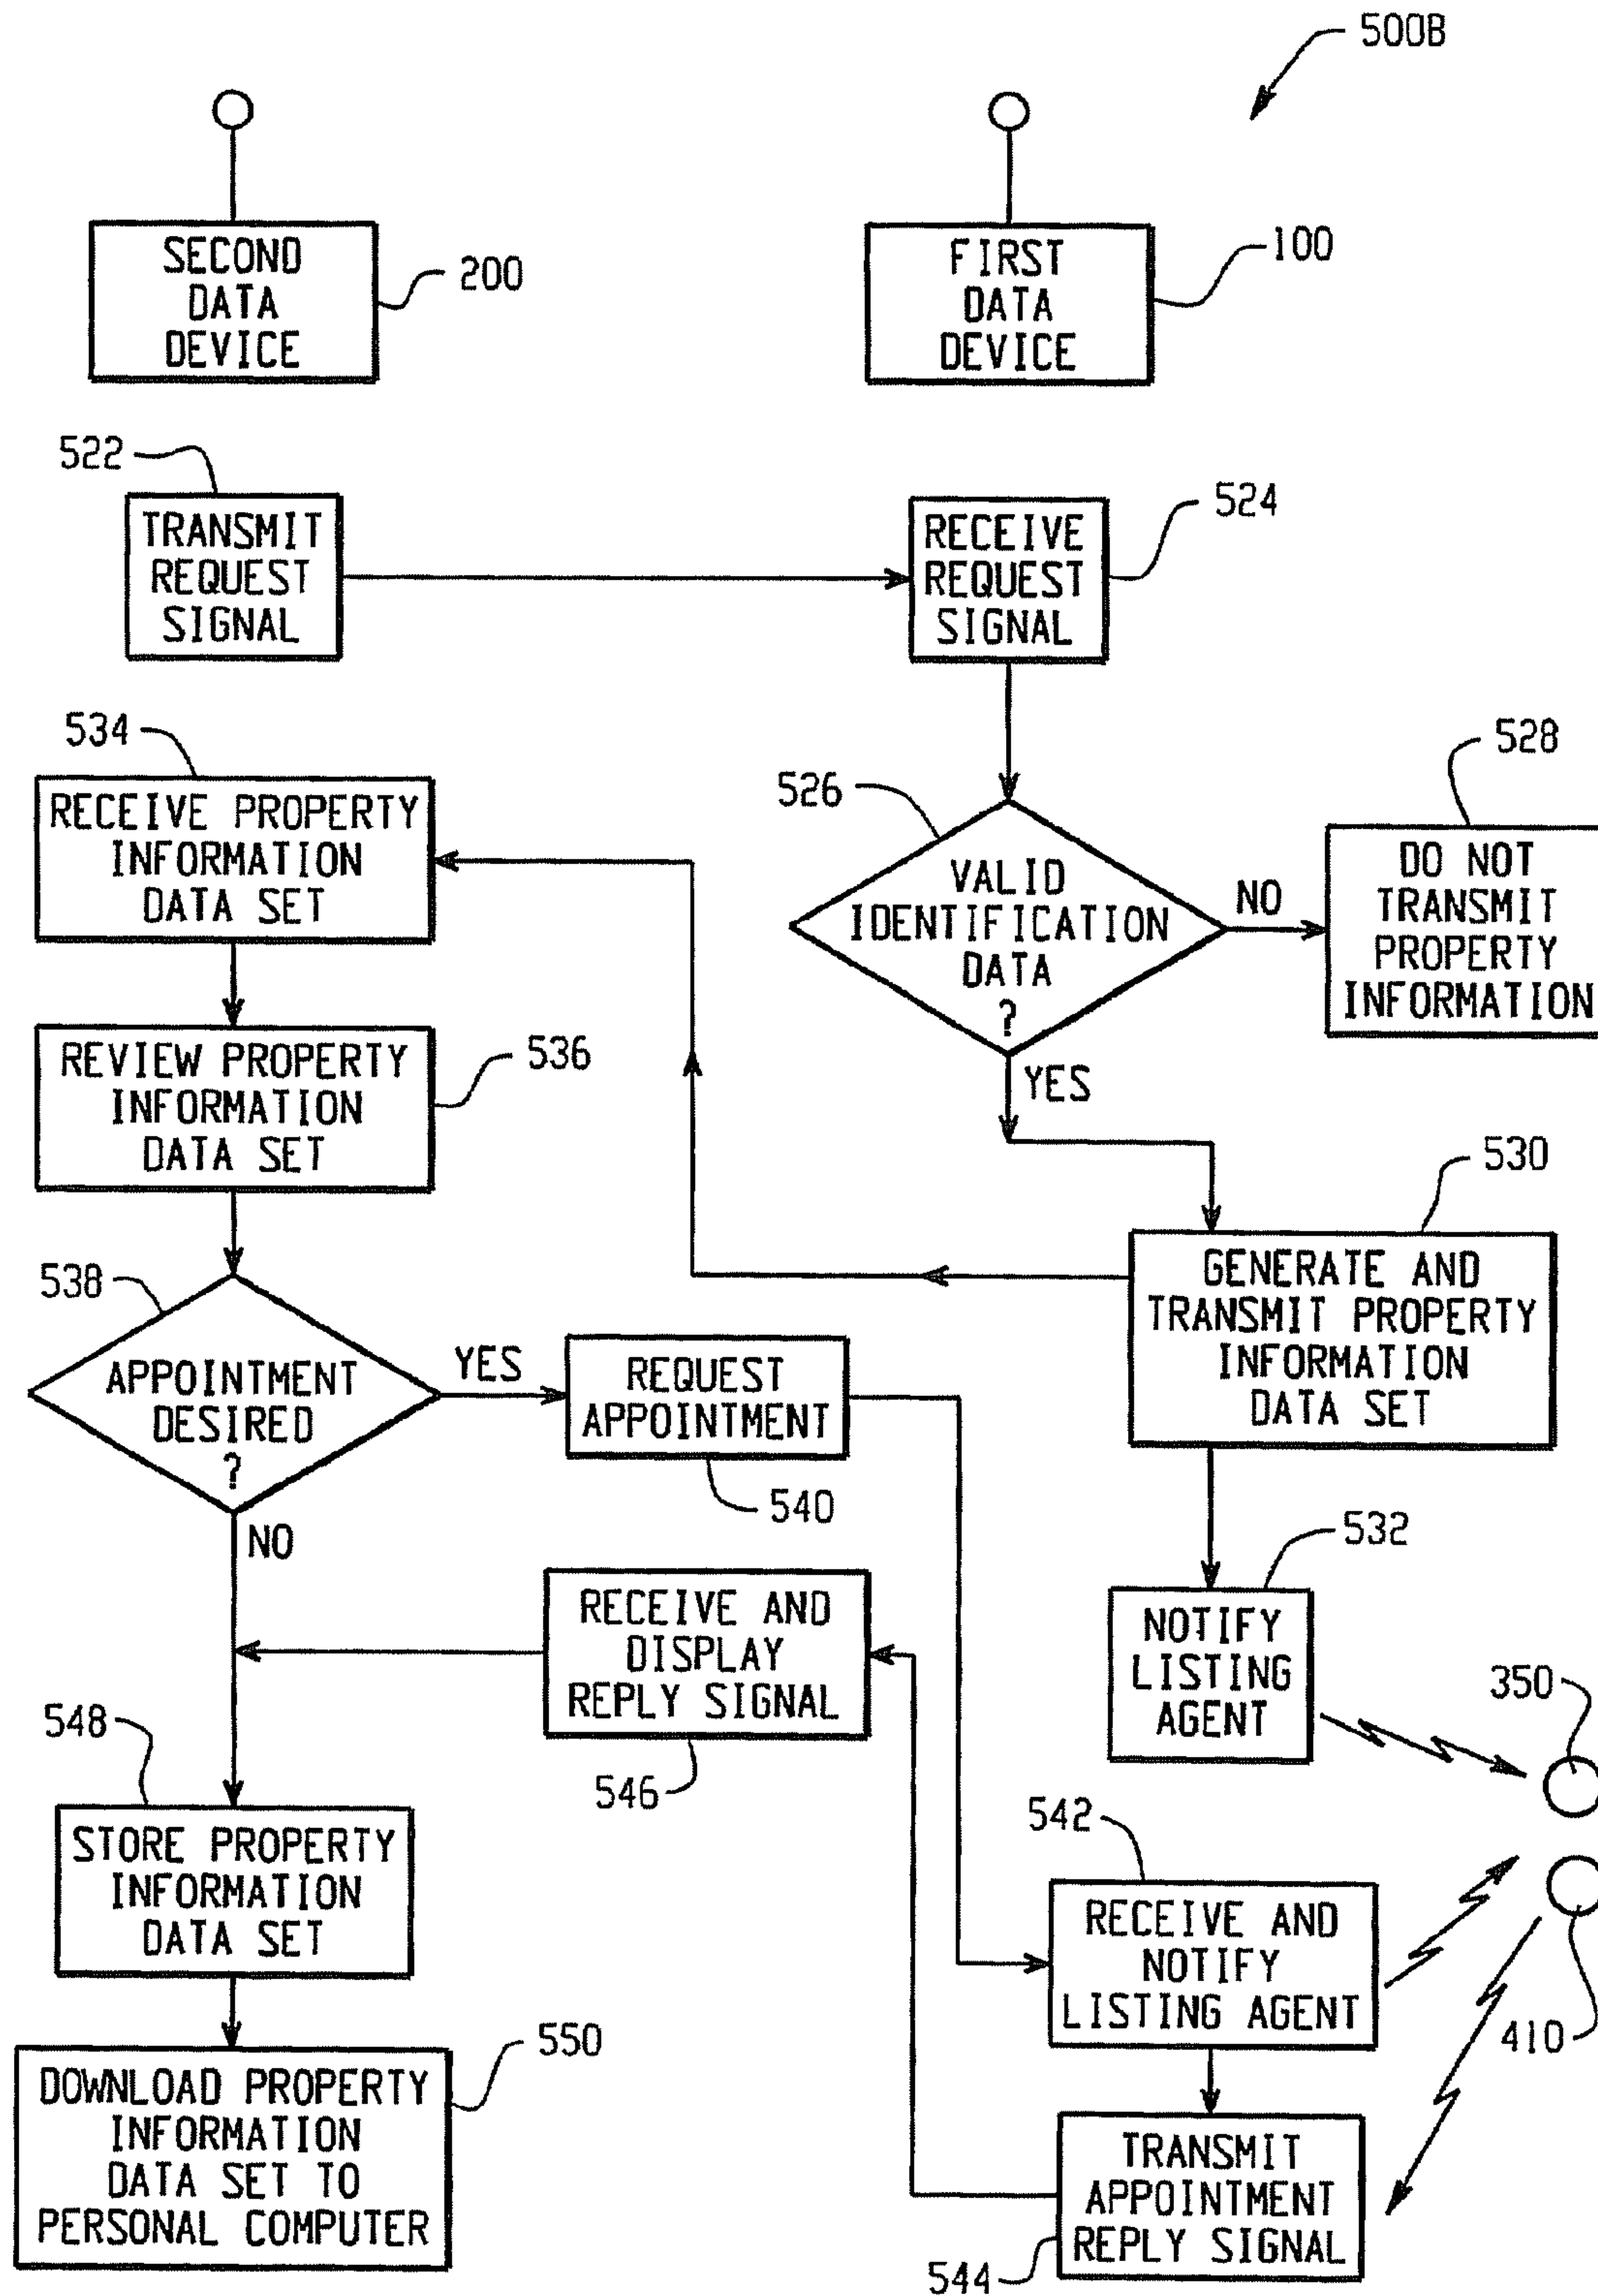 500B
SECOND
DATA
DEVICE
200
FIRST
DATA
DEVICE
100
522
TRANSMIT
REQUEST
SIGNAL
RECEIVE
REQUEST
SIGNAL
524
534
RECEIVE PROPERTY
INFORMATION
DATA SET
526
VALID
IDENTIFICATION
DATA
?
NO
528
DO NOT
TRANSMIT
PROPERTY
INFORMATION
YES
REVIEW PROPERTY
INFORMATION
DATA SET
536
530
GENERATE AND
TRANSMIT PROPERTY
INFORMATION
DATA SET
538
APPOINTMENT
DESIRED
?
YES
REQUEST
APPOINTMENT
540
NO
532
NOTIFY
LISTING
AGENT
350
RECEIVE AND
DISPLAY
REPLY SIGNAL
546
548
STORE PROPERTY
INFORMATION
DATA SET
542
RECEIVE AND
NOTIFY
LISTING AGENT
410
550
DOWNLOAD PROPERTY
INFORMATION
DATA SET TO
PERSONAL COMPUTER
TRANSMIT
APPOINTMENT
REPLY SIGNAL
544